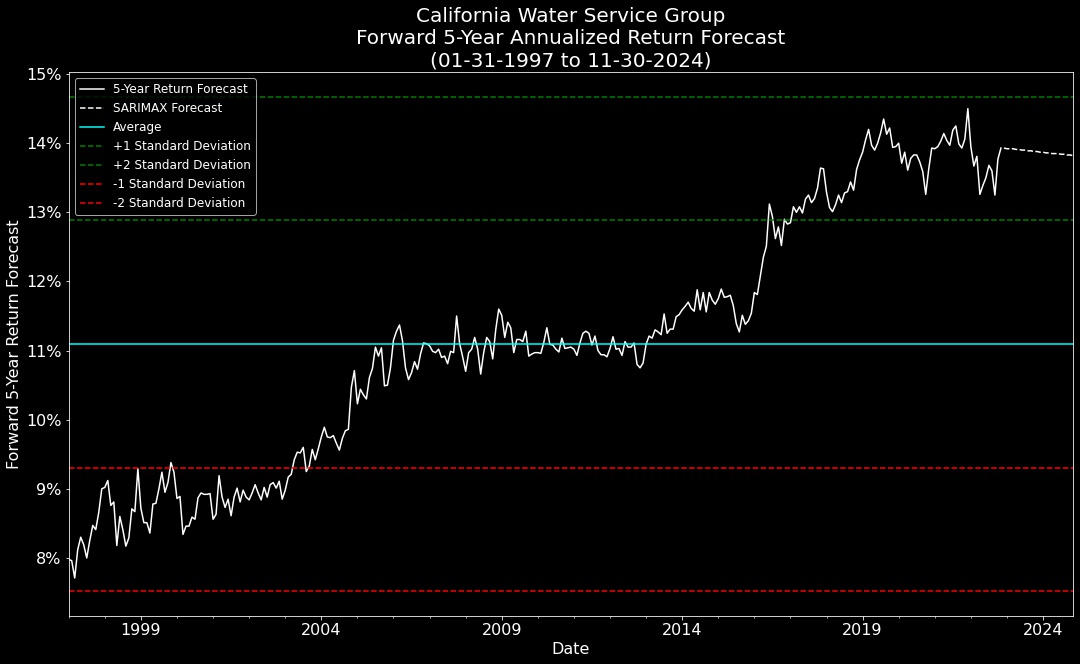 California Water Service Group
Forward 5-Year Annualized Return Forecast
(01-31-1997 to 11-30-2024)
15%
14%
13%
12%
11%
10%
9%
8%
Forward 5-Year Return Forecast
5-Year Return Forecast
SARIMAX Forecast
Average
+1 Standard Deviation
+2 Standard Deviation
-1 Standard Deviation
-2 Standard Deviation
1999 2004 2009 2014 2019 2024
Date